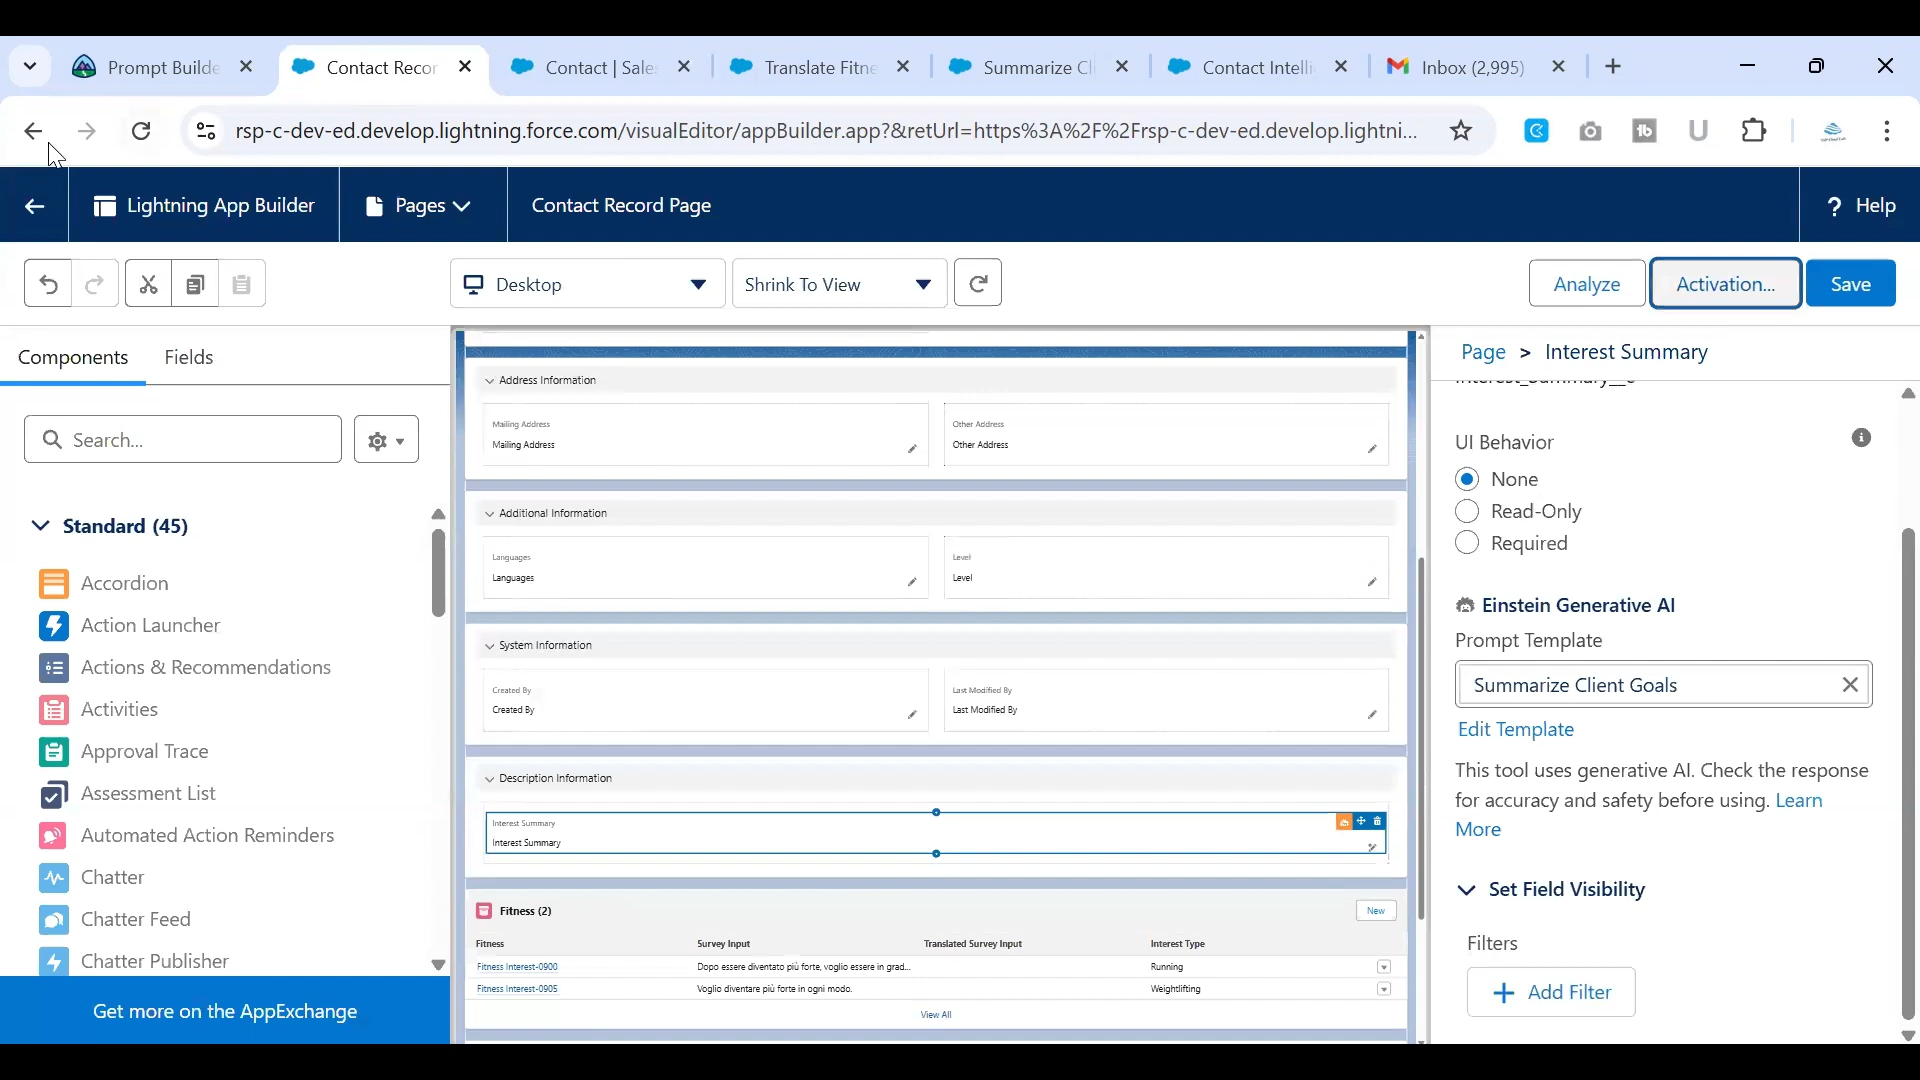 Prompt Builde
Contact Recor
Contact | Sale
Translate Fitne
Summarize Cl
Contact Intelli
Inbox (2,995)
rsp-c-dev-ed.develop.lightning.force.com/visualEditor/appBuilder.app?&retUrl=https%3A%2F%2Frsp-c-dev-ed.develop.lightni...
Lightning App Builder
Pages
Contact Record Page
? Help
Desktop
Shrink To View
Analyze
Activation...
Save
Components
Fields
Search...
Standard (45)
Accordion
Action Launcher
Actions & Recommendations
Activities
Approval Trace
Assessment List
Automated Action Reminders
Chatter
Chatter Feed
Chatter Publisher
Get more on the AppExchange
Address Information
Mailing Address
Mailing Address
Other Address
Other Address
Additional Information
Languages
Languages
Level
Level
System Information
Created By
Created By
Last Modified By
Last Modified By
Description Information
Interest Summary
Interest Summary
Fitness (2)
New
Fitness
Survey Input
Translated Survey Input
Interest Type
Fitness Interest-0900
Dopo essere diventato più forte, voglio essere in grad...
Running
Fitness Interest-0905
Voglio diventare più forte in ogni modo.
Weightlifting
View All
Page > Interest Summary
UI Behavior
None
Read-Only
Required
Einstein Generative AI
Prompt Template
Summarize Client Goals
Edit Template
This tool uses generative AI. Check the response
for accuracy and safety before using. Learn
More
Set Field Visibility
Filters
+ Add Filter